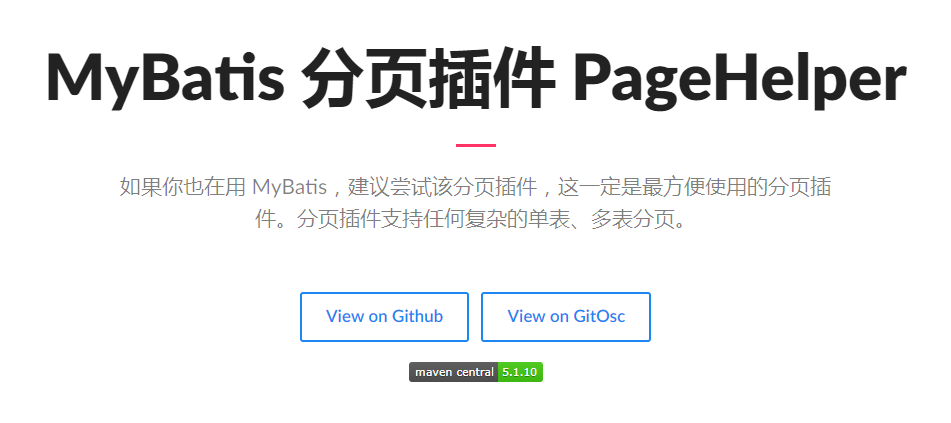 MyBatis 分页插件 PageHelper
如果你也在用 MyBatis，建议尝试该分页插件，这一定是最方便使用的分页插
件。分页插件支持任何复杂的单表、多表分页。
View on Github View on GitOsc
maven central 5.1.10